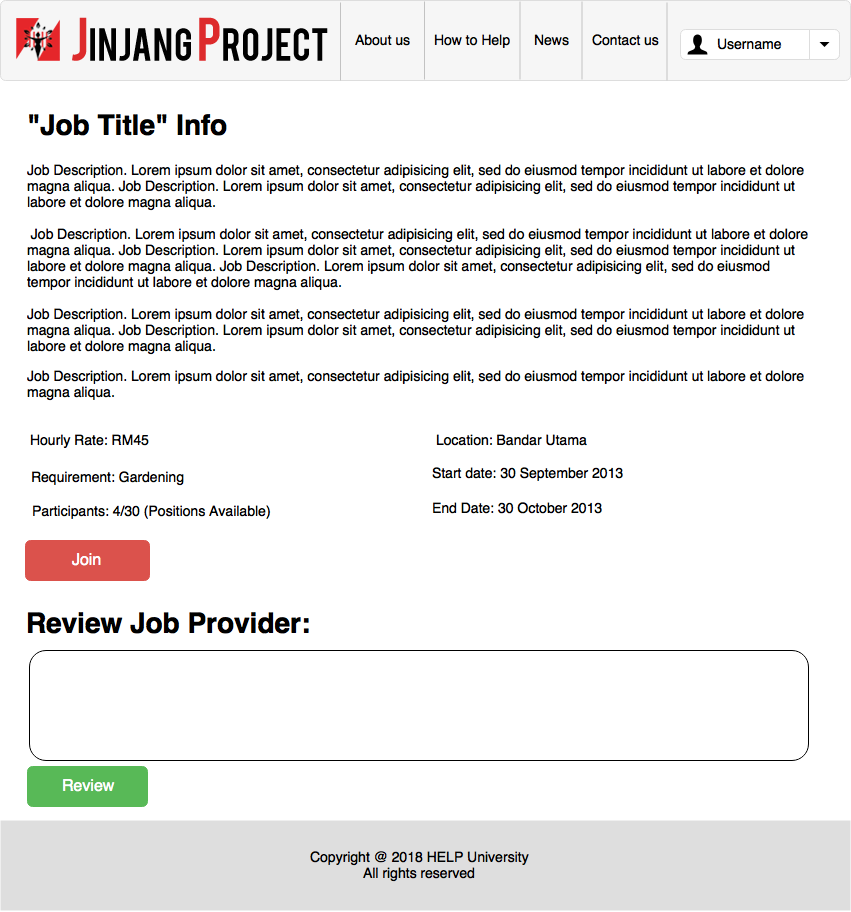 JINJANG PROJECT
About us
How to Help
News
Contact us
Username
"Job Title" Info
Job Description. Lorem ipsum dolor sit amet, consectetur adipisicing elit, sed do eiusmod tempor incididunt ut labore et dolore
magna aliqua. Job Description. Lorem ipsum dolor sit amet, consectetur adipisicing elit, sed do eiusmod tempor incididunt ut
labore et dolore magna aliqua.
Job Description. Lorem ipsum dolor sit amet, consectetur adipisicing elit, sed do eiusmod tempor incididunt ut labore et dolore
magna aliqua. Job Description. Lorem ipsum dolor sit amet, consectetur adipisicing elit, sed do eiusmod tempor incididunt ut
labore et dolore magna aliqua. Job Description. Lorem ipsum dolor sit amet, consectetur adipisicing elit, sed do eiusmod
tempor incididunt ut labore et dolore magna aliqua.
Job Description. Lorem ipsum dolor sit amet, consectetur adipisicing elit, sed do eiusmod tempor incididunt ut labore et dolore
magna aliqua. Job Description. Lorem ipsum dolor sit amet, consectetur adipisicing elit, sed do eiusmod tempor incididunt ut
labore et dolore magna aliqua.
Job Description. Lorem ipsum dolor sit amet, consectetur adipisicing elit, sed do eiusmod tempor incididunt ut labore et dolore
magna aliqua.
Hourly Rate: RM45
Location: Bandar Utama
Requirement: Gardening
Start date: 30 September 2013
Participants: 4/30 (Positions Available)
End Date: 30 October 2013
Join
Review Job Provider:
Review
Copyright @ 2018 HELP University
All rights reserved